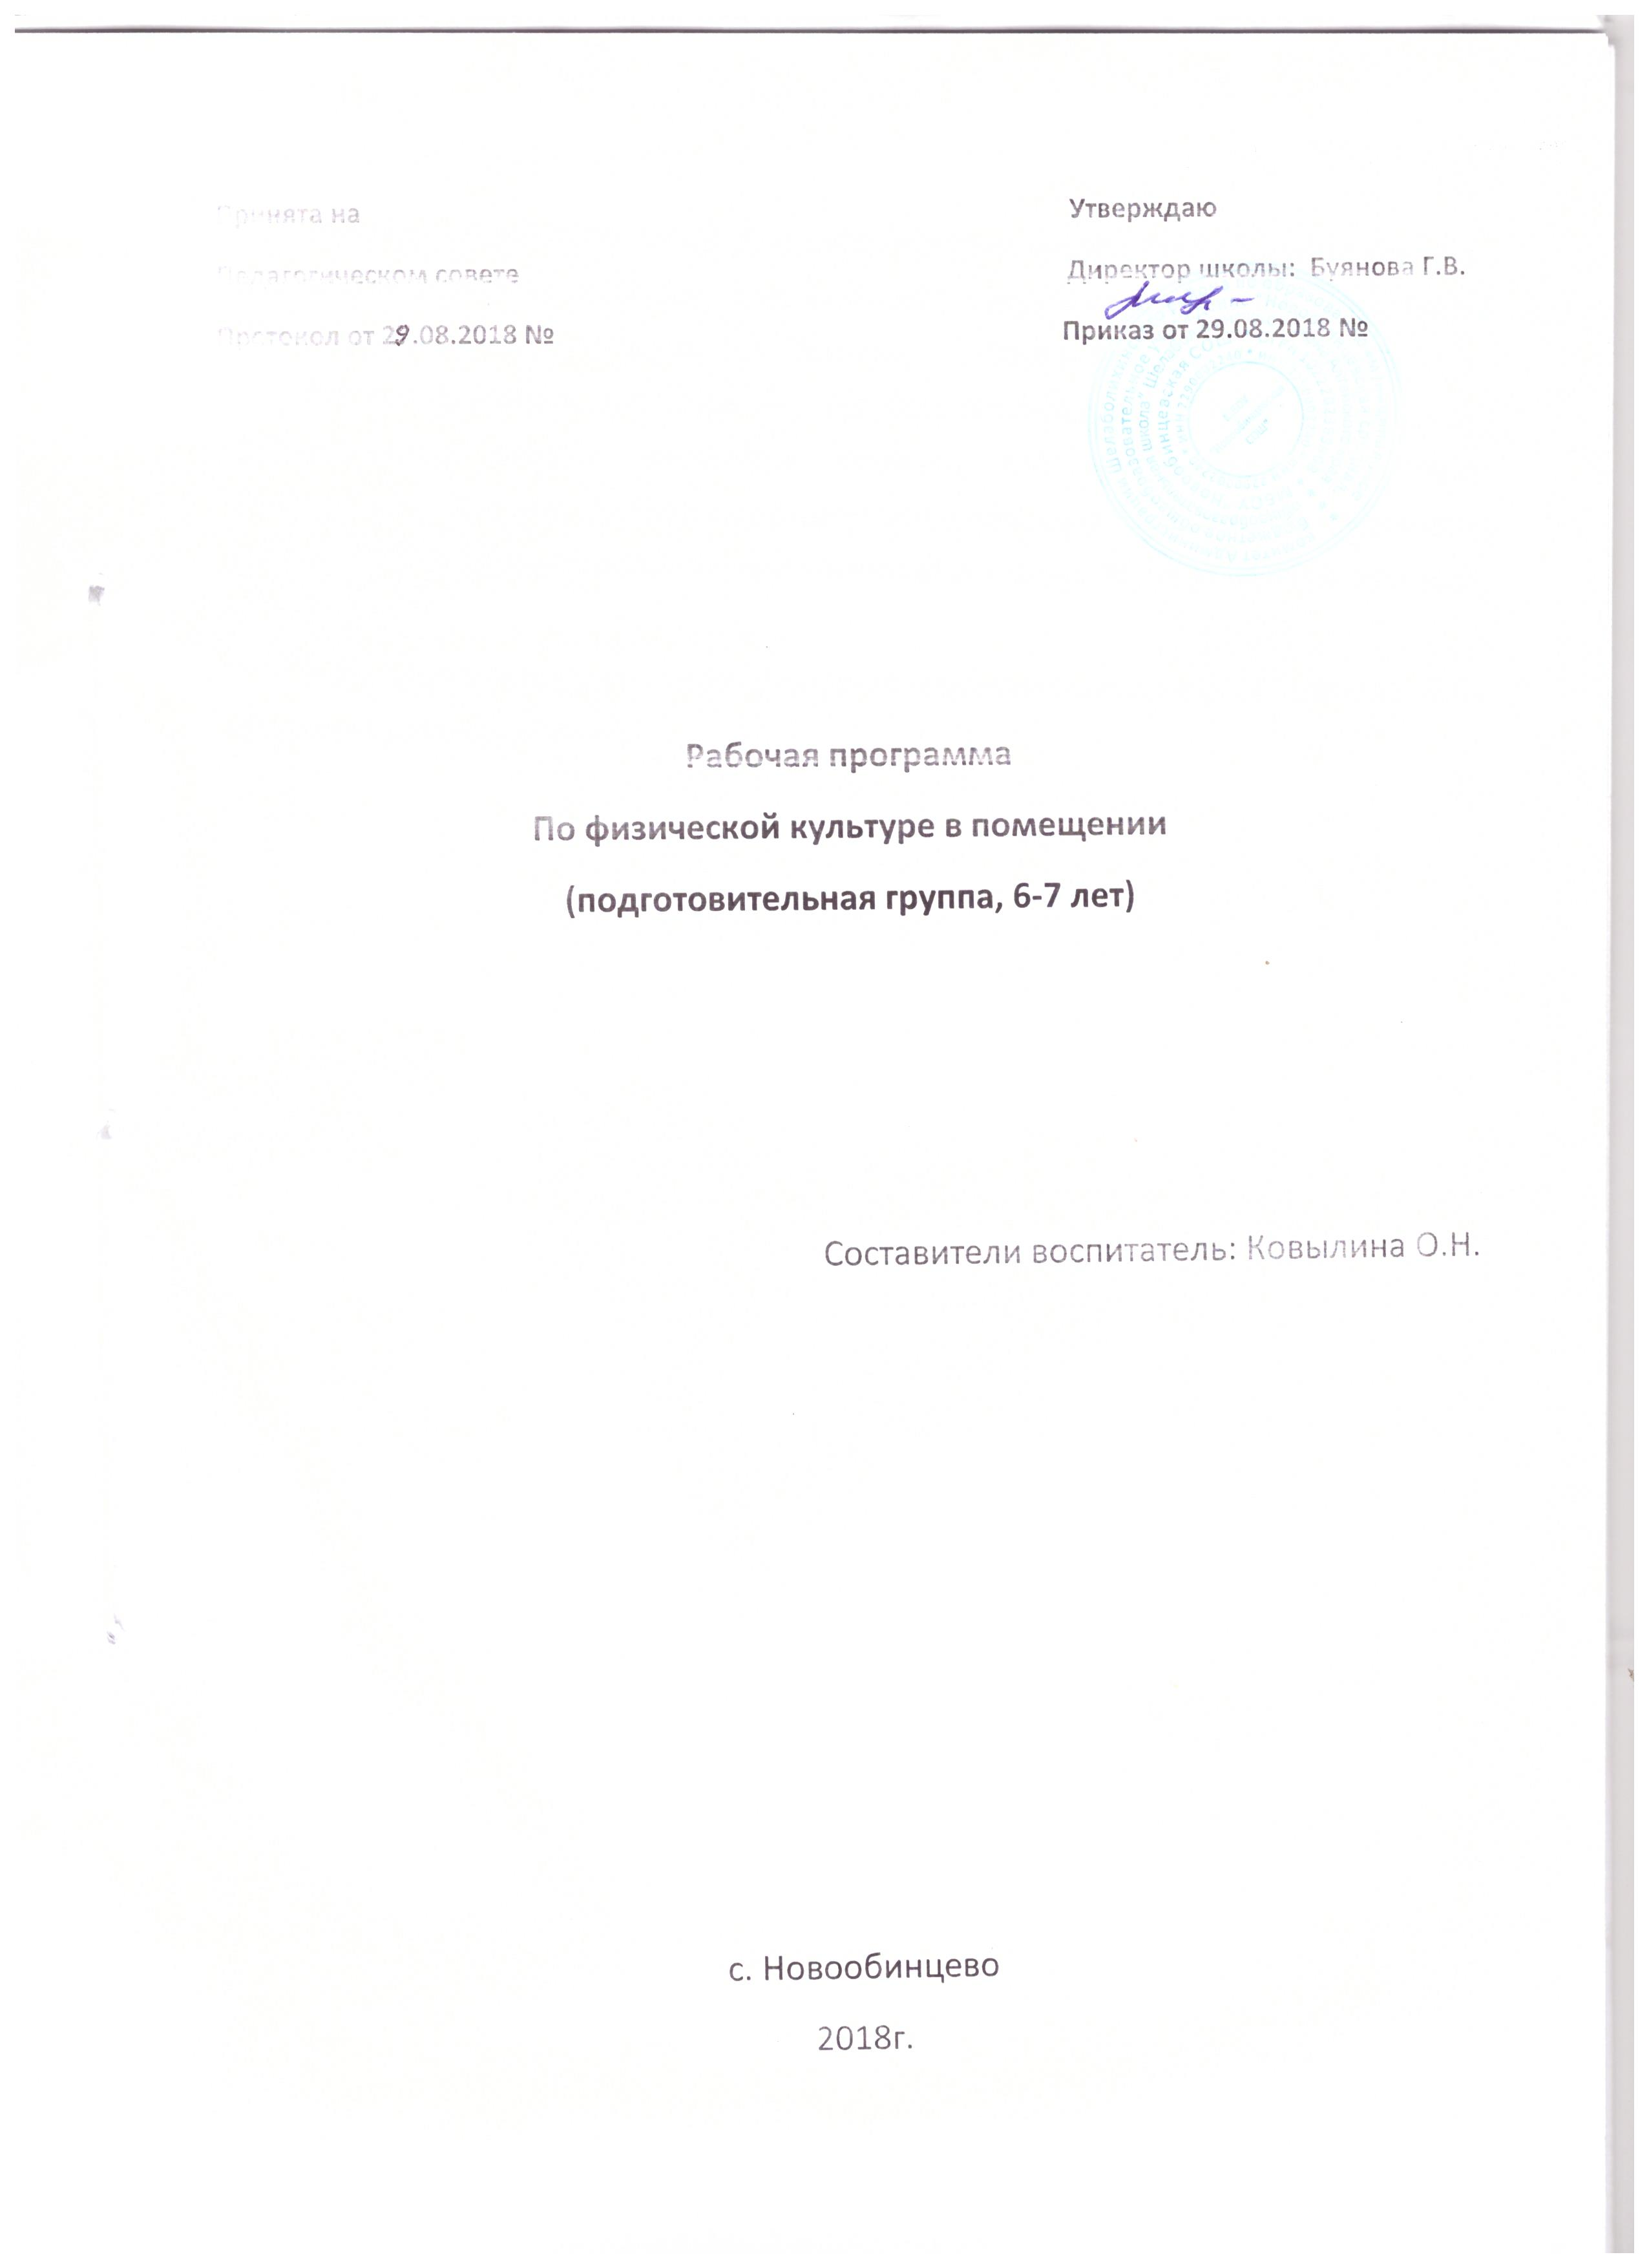 Принята на
Педагогическом совете
Протокол от 29.08.2018 №
Утверждаю
Директор школы: Буянова Г.В.
Приказ от 29.08.2018 №
Рабочая программа
По физической культуре в помещении
(подготовительная группа, 6-7 лет)
Составители воспитатель: Ковылина О.Н.
с. Новообинцево
2018г.